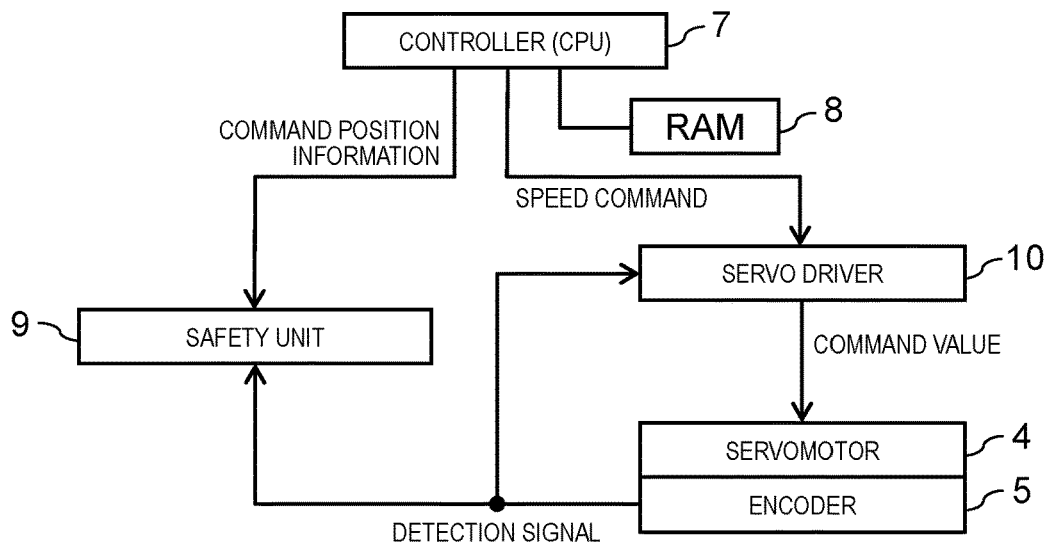 7
CONTROLLER (CPU)
8
RAM
COMMAND POSITION
INFORMATION
SPEED COMMAND
10
SERVO DRIVER
9
SAFETY UNIT
COMMAND VALUE
4
SERVOMOTOR
5
ENCODER
DETECTION SIGNAL